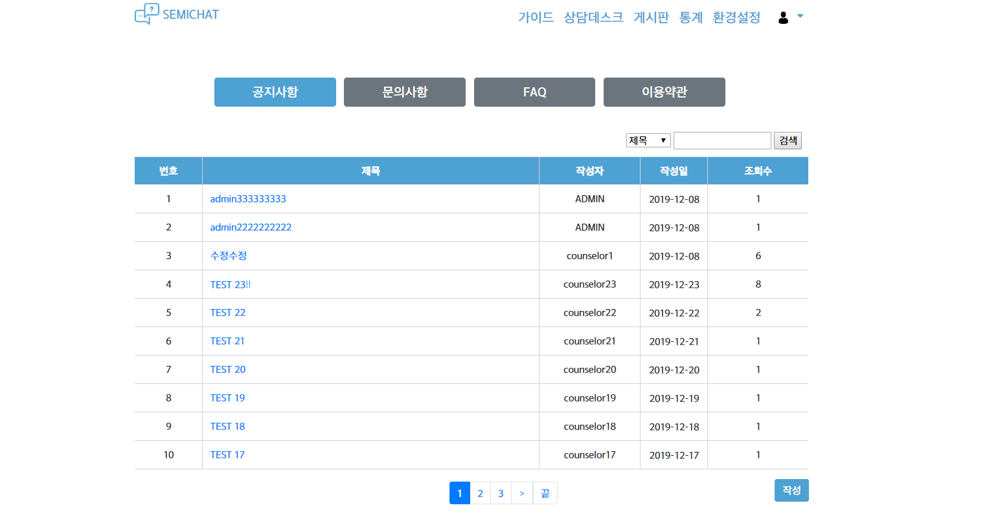 SEMICHAT 가이드 상담데스크 게시판 통계 환경설정
공지사항 문의사항 FAQ 이용약관
제목 검색
번호 제목 작성자 작성일 조회수
1 admin333333333 ADMIN 2019-12-08 1
2 admin2222222222 ADMIN 2019-12-08 1
3 수정수정 counselor1 2019-12-08 6
4 TEST 23!! counselor23 2019-12-23 8
5 TEST 22 counselor22 2019-12-22 2
6 TEST 21 counselor21 2019-12-21 1
7 TEST 20 counselor20 2019-12-20 1
8 TEST 19 counselor19 2019-12-19 1
9 TEST 18 counselor18 2019-12-18 1
10 TEST 17 counselor17 2019-12-17 1
1 2 3 > 끝 작성